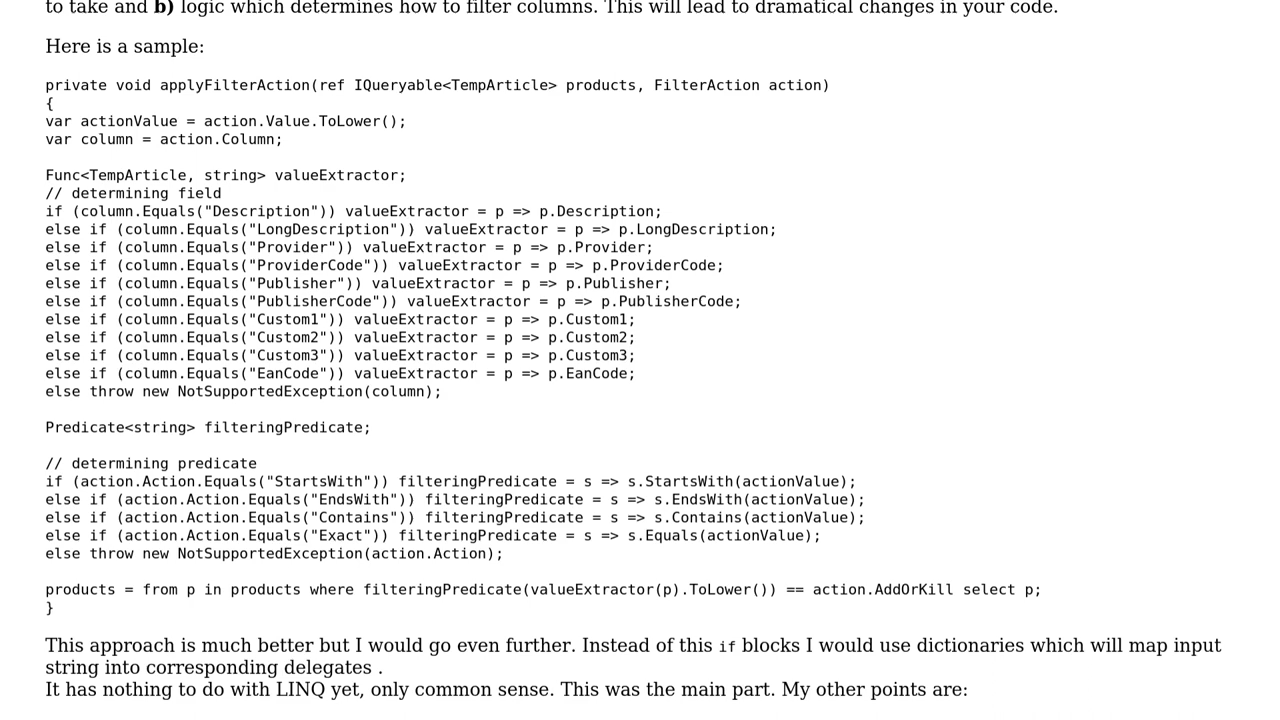 to take and b) logic which determines how to filter columns. This will lead to dramatical changes in your code.
Here is a sample:
private void applyFilterAction(ref IQueryable<TempArticle> products, FilterAction action)
{
var actionValue = action.Value.ToLower();
var column = action.Column;
Func<TempArticle, string> valueExtractor;
// determining field
if (column.Equals("Description")) valueExtractor = p => p.Description;
else if (column.Equals("LongDescription")) valueExtractor = p => p.LongDescription;
else if (column.Equals("Provider")) valueExtractor = p => p.Provider;
else if (column.Equals("ProviderCode")) valueExtractor = p => p.ProviderCode;
else if (column.Equals("Publisher")) valueExtractor = p => p.Publisher;
else if (column.Equals("PublisherCode")) valueExtractor = p => p.PublisherCode;
else if (column.Equals("Custom1")) valueExtractor = p => p.Custom1;
else if (column.Equals("Custom2")) valueExtractor = p => p.Custom2;
else if (column.Equals("Custom3")) valueExtractor = p => p.Custom3;
else if (column.Equals("EanCode")) valueExtractor = p => p.EanCode;
else throw new NotSupportedException(column);
Predicate<string> filteringPredicate;
// determining predicate
if (action.Action.Equals("StartsWith")) filteringPredicate = s => s.StartsWith(actionValue);
else if (action.Action.Equals("EndsWith")) filteringPredicate = s => s.EndsWith(actionValue);
else if (action.Action.Equals("Contains")) filteringPredicate = s => s.Contains(actionValue);
else if (action.Action.Equals("Exact")) filteringPredicate = s => s.Equals(actionValue);
else throw new NotSupportedException(action.Action);
products = from p in products where filteringPredicate(valueExtractor(p).ToLower()) == action.AddOrKill select p;
}
This approach is much better but I would go even further. Instead of this if blocks I would use dictionaries which will map input
string into corresponding delegates .
It has nothing to do with LINQ yet, only common sense. This was the main part. My other points are: